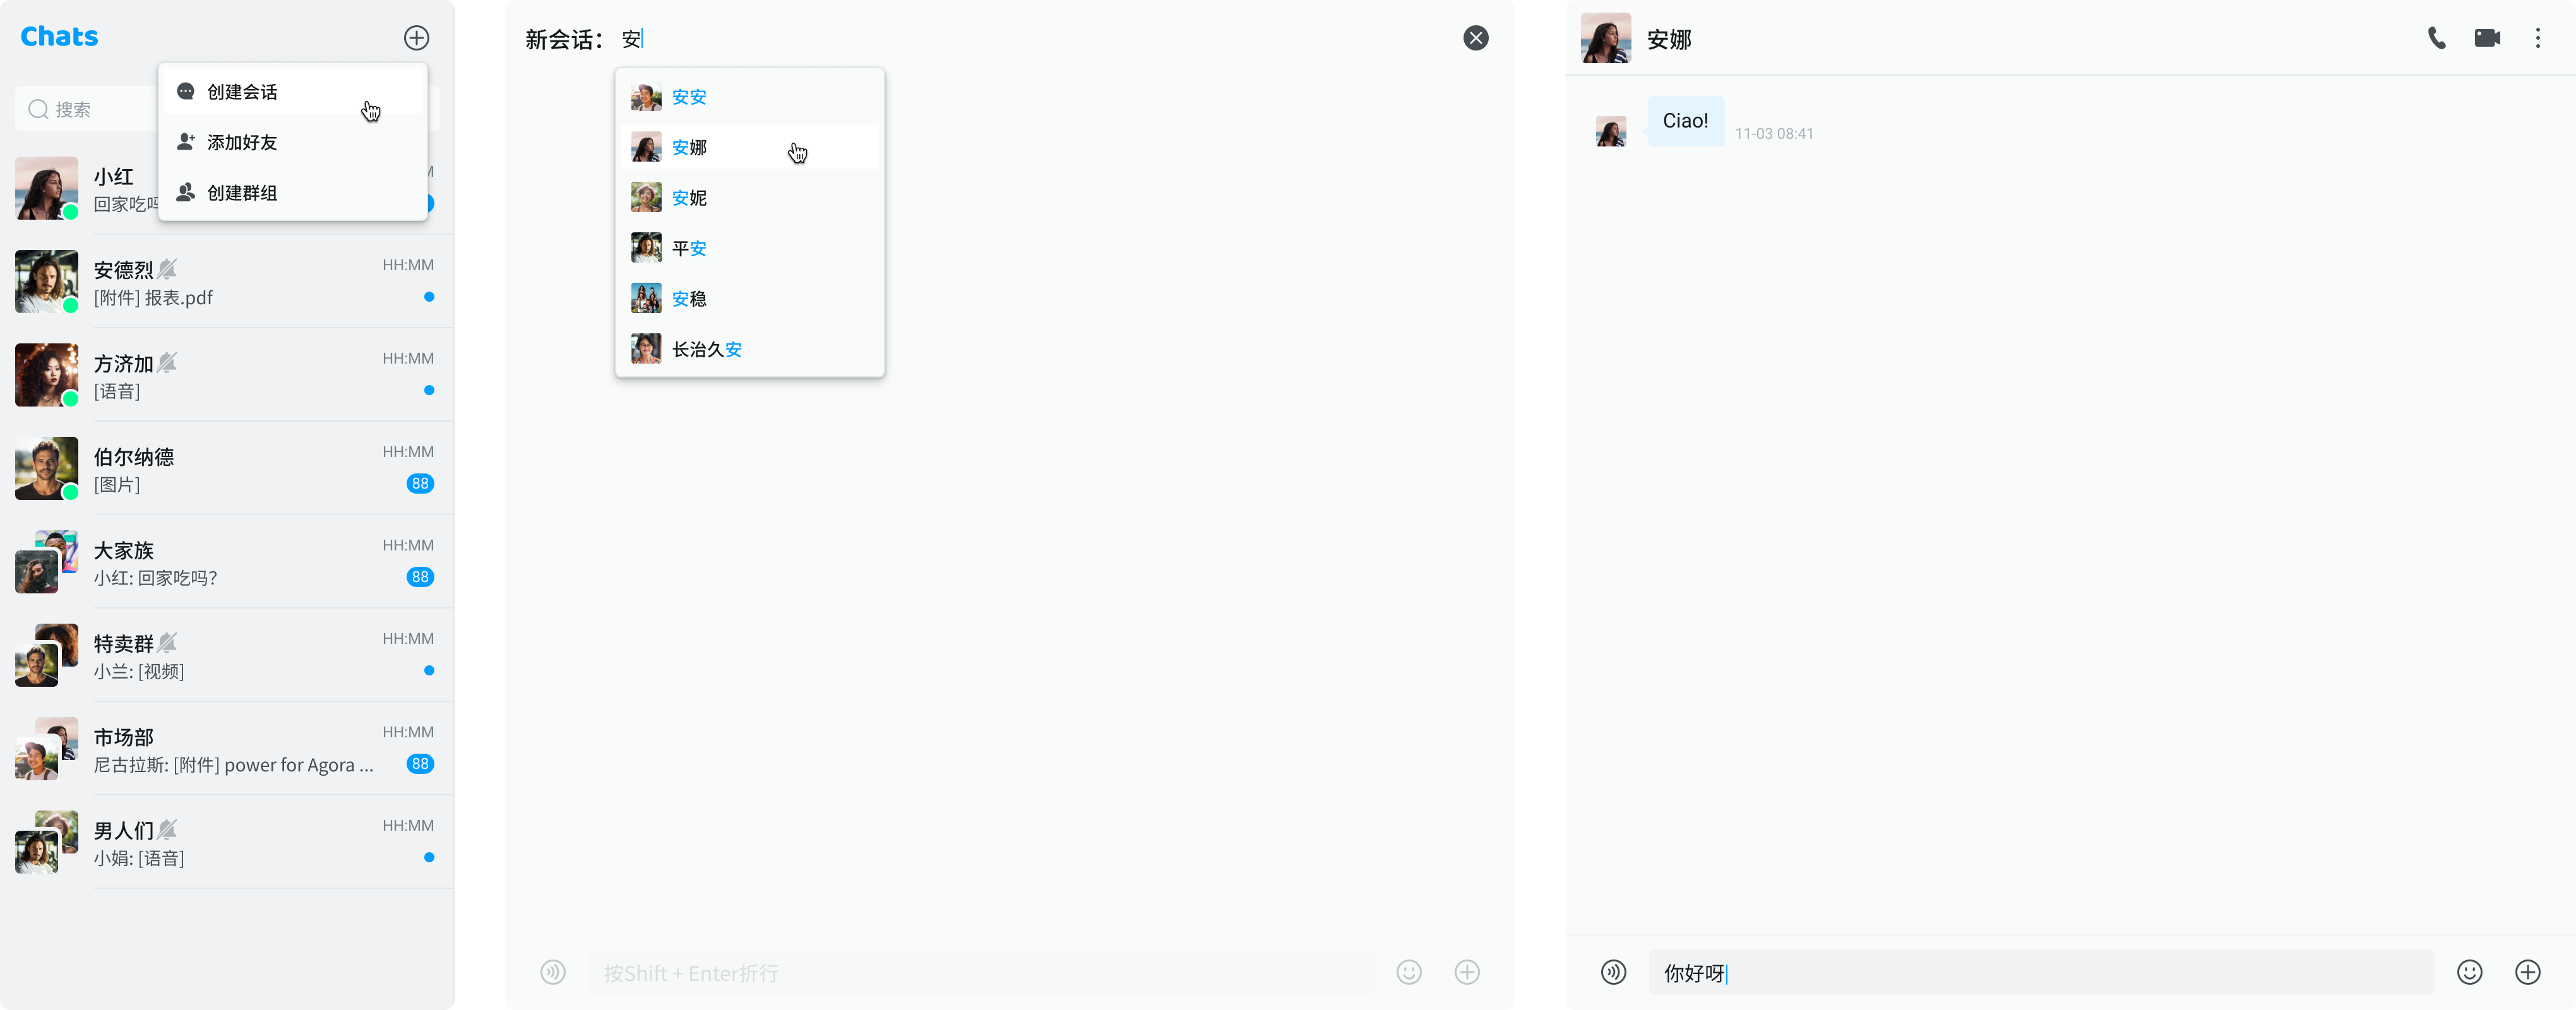 Chats
搜索
创建会话
添加好友
创建群组
小红
回家吃
安德烈
HH:MM
[附件] 报表.pdf
方济加
HH:MM
[语音]
伯尔纳德
HH:MM
[图片]
88
大家族
HH:MM
小红: 回家吃吗?
88
特卖群
HH:MM
小兰: [视频]
市场部
HH:MM
尼古拉斯: [附件] power for Agora ...
88
男人们
HH:MM
小娟: [语音]
新会话: 安
安安
安娜
安妮
平安
安稳
长治久安
按Shift + Enter折行
安娜
Ciao!
11-03 08:41
你好呀